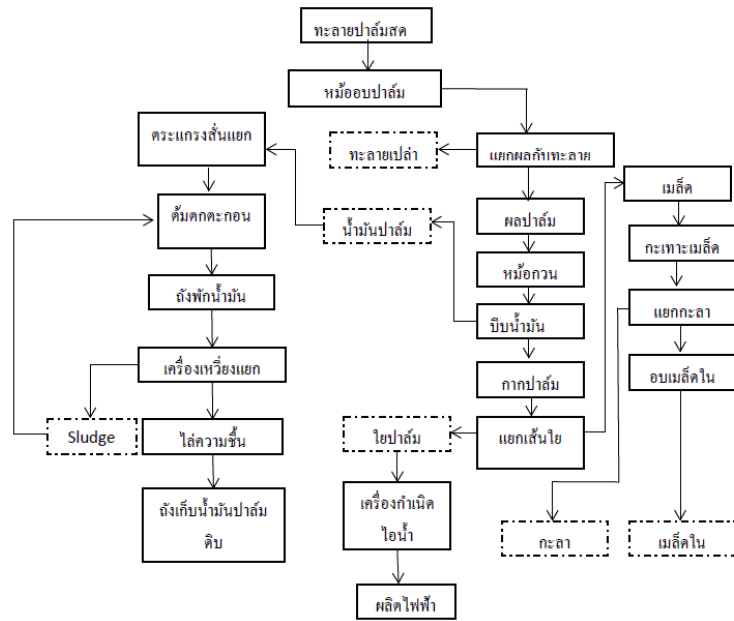 ทะลายปาล์มสด
หม้ออบปาล์ม
ตระแกรงสั่นแยก
ทะลายเปล่า
แยกผลกับทะลาย
เมล็ด
ต้มตกตะกอน
น้ำมันปาล์ม
ผลปาล์ม
กะเทาะเมล็ด
หม้อกวน
ถังพักน้ำมัน
บีบน้ำมัน
แยกกะลา
เครื่องเหวี่ยงแยก
กากปาล์ม
อบเมล็ดใน
Sludge
ไล่ความชื้น
ใยปาล์ม
แยกเส้นใย
ถังเก็บน้ำมันปาล์ม
ดิบ
เครื่องกำเนิด
ไอน้ำ
กะลา
เมล็ดใน
ผลิตไฟฟ้า